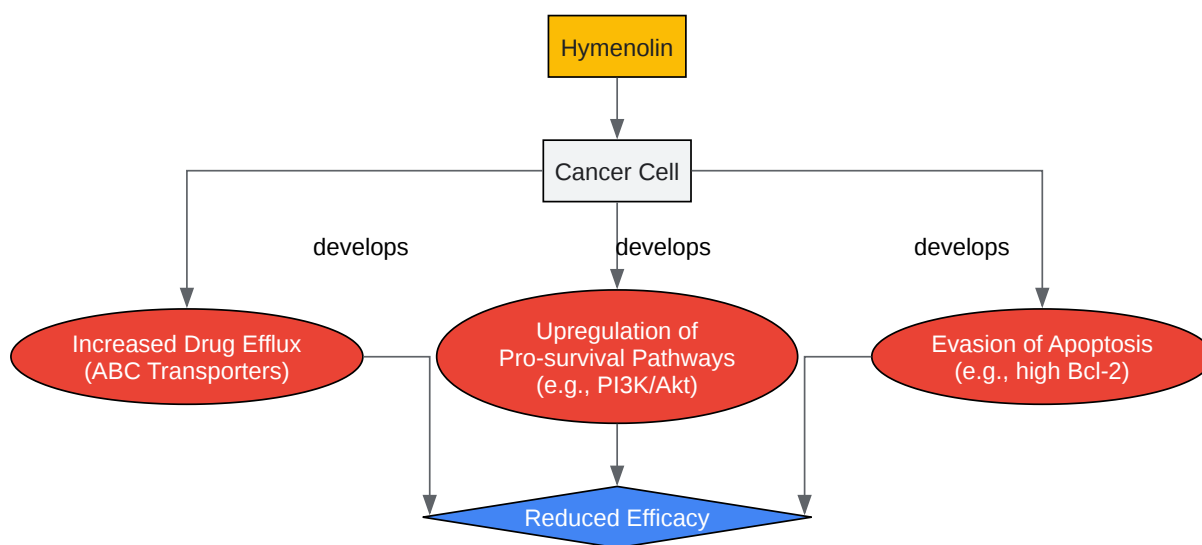 Hymenolin
Cancer Cell
develops
develops
develops
Increased Drug Efflux
(ABC Transporters)
Upregulation of
Pro-survival Pathways
(e.g., PI3K/Akt)
Evasion of Apoptosis
(e.g., high Bcl-2)
Reduced Efficacy